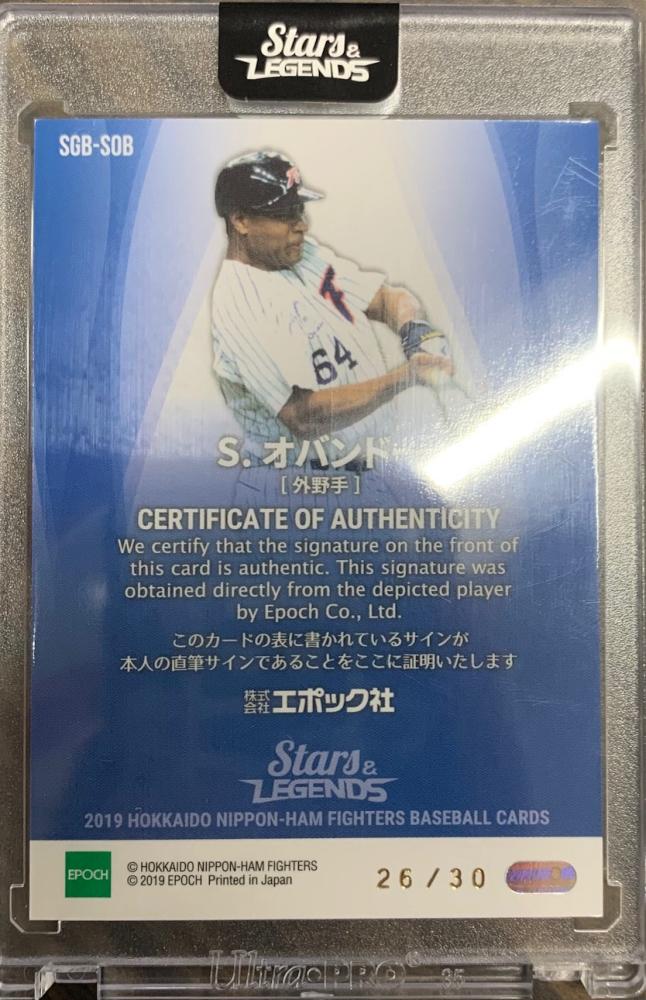 Stars &
LEGENDS
SGB-SOB
F
64
S. オバンドー
[ 外野手 ]
CERTIFICATE OF AUTHENTICITY
We certify that the signature on the front of
this card is authentic. This signature was
obtained directly from the depicted player
by Epoch Co., Ltd.
このカードの表に書かれているサインが
本人の直筆サインであることをここに証明いたします
株式会社エポック社
Stars &
LEGENDS
2019 HOKKAIDO NIPPON-HAM FIGHTERS BASEBALL CARDS
EPOCH
© HOKKAIDO NIPPON-HAM FIGHTERS
© 2019 EPOCH Printed in Japan
26/30
Ultra•PRO® 35